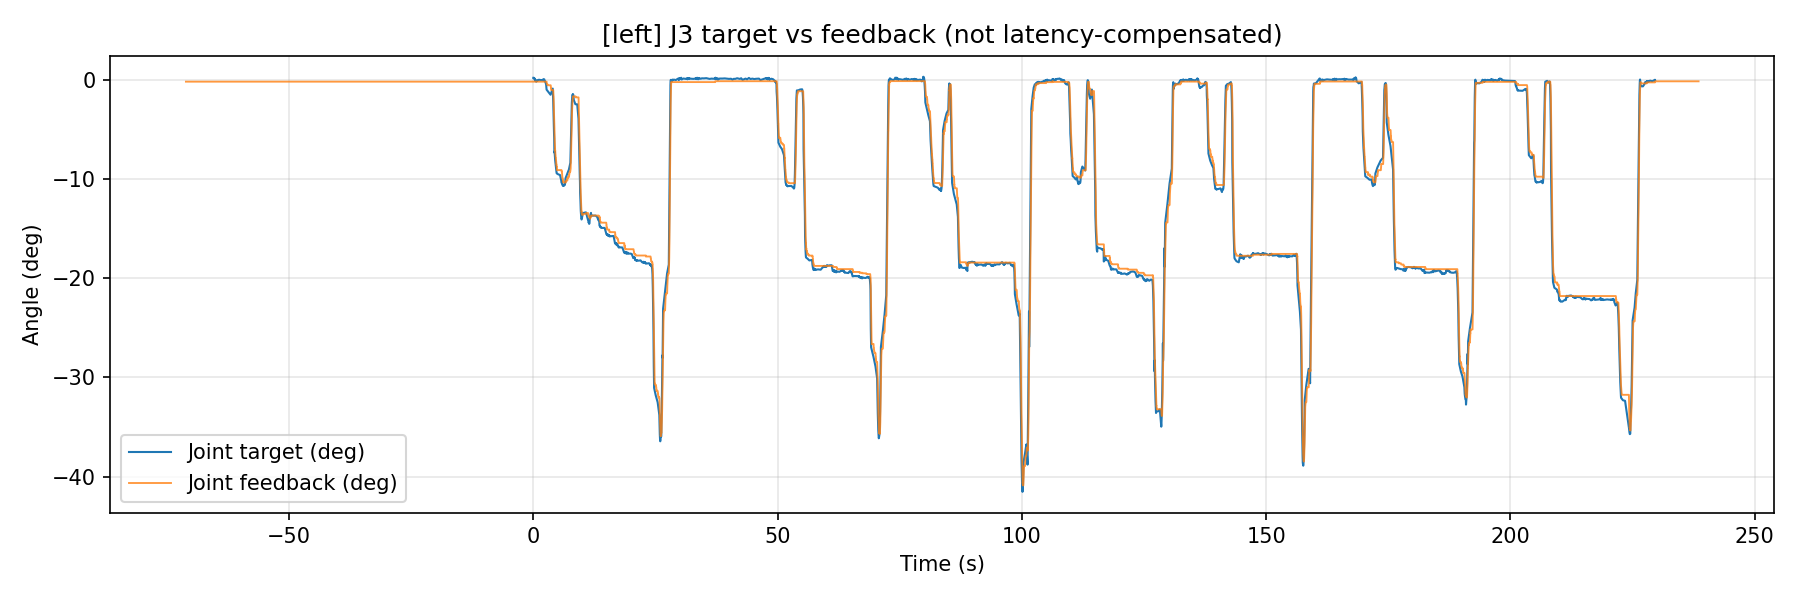 [left] J3 target vs feedback (not latency-compensated)
0
−10
−20
−30
−40
Angle (deg)
Joint target (deg)
Joint feedback (deg)
−50
0
50
100
150
200
250
Time (s)